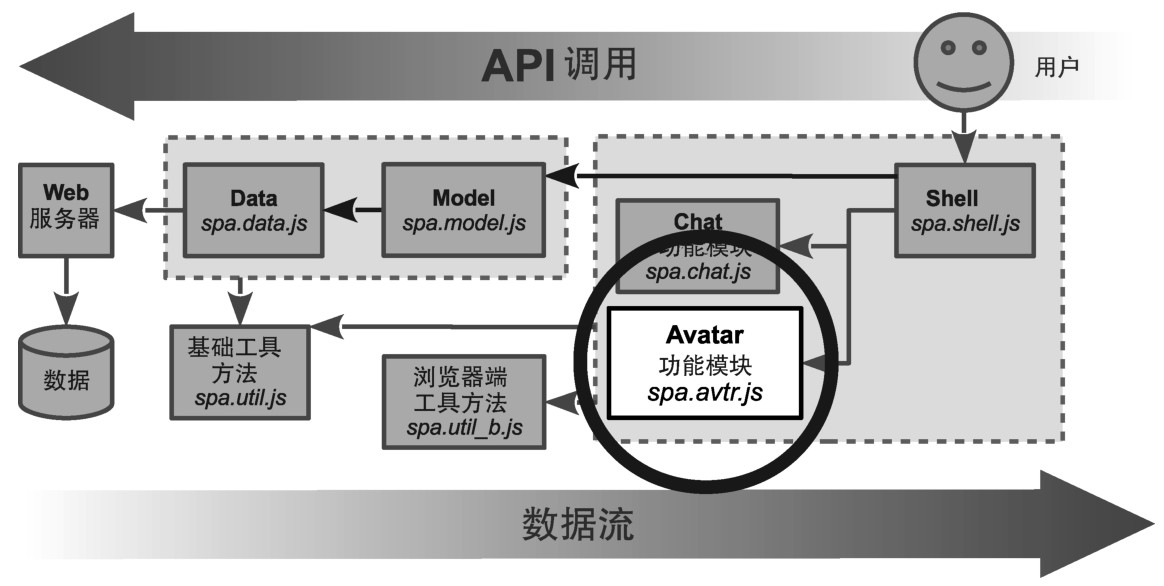 API 调用
用户
Web
服务器
Data
spa.data.js
Model
spa.model.js
Shell
spa.shell.js
Chat
功能模块
spa.chat.js
Avatar
功能模块
spa.avtr.js
基础工具
方法
spa.util.js
浏览器端
工具方法
spa.util_b.js
数据
数据流